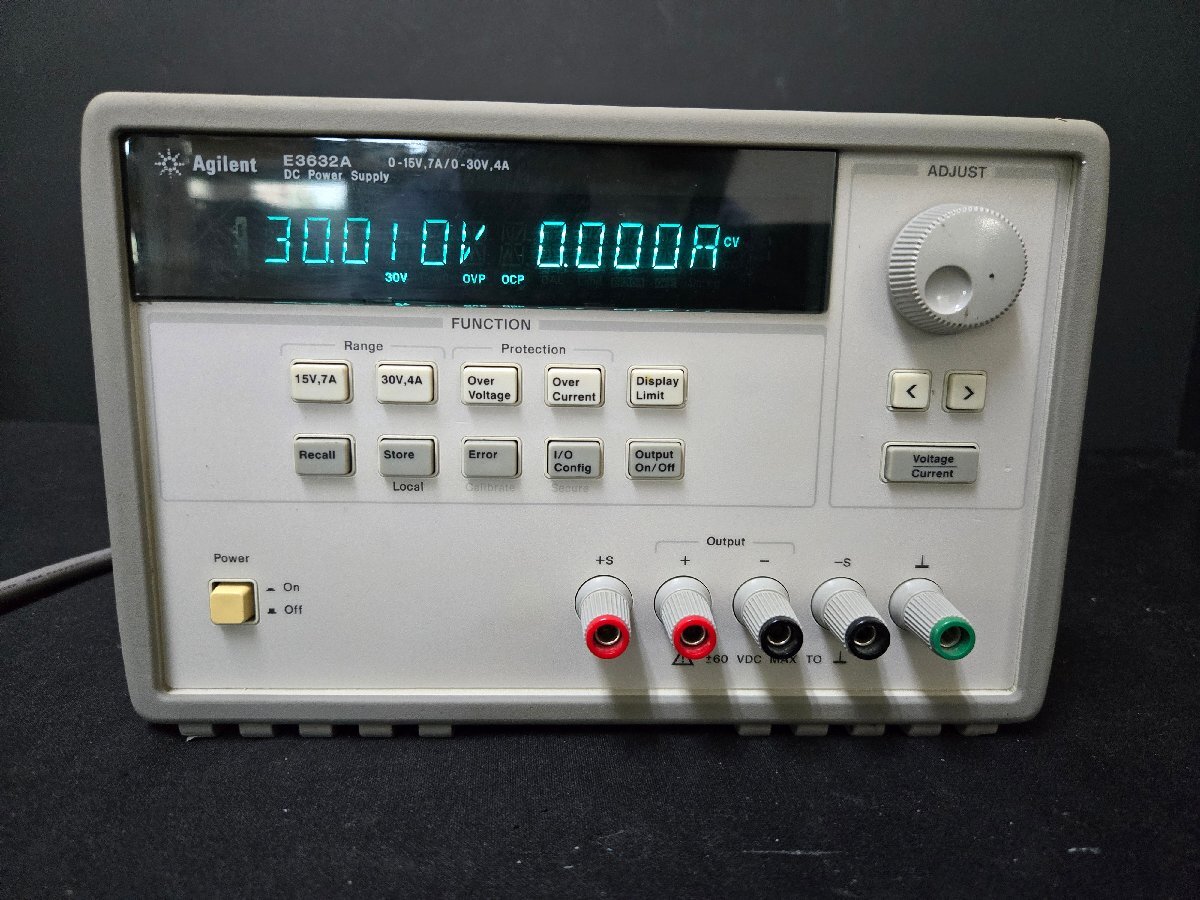 Agilent E3632A 0-15V,7A/0-30V,4A
DC Power Supply
30.010V 0.000A CV
30V OVP OCP
ADJUST
FUNCTION
Range Protection
15V,7A 30V,4A Over Voltage Over Current Display Limit
< >
Recall Store Error I/O Config Output On/Off
Local Calibrate Secure
Voltage
Current
Power
On
Off
Output
+S + − −S ⏊
⚠ ±60 VDC MAX TO ⏊